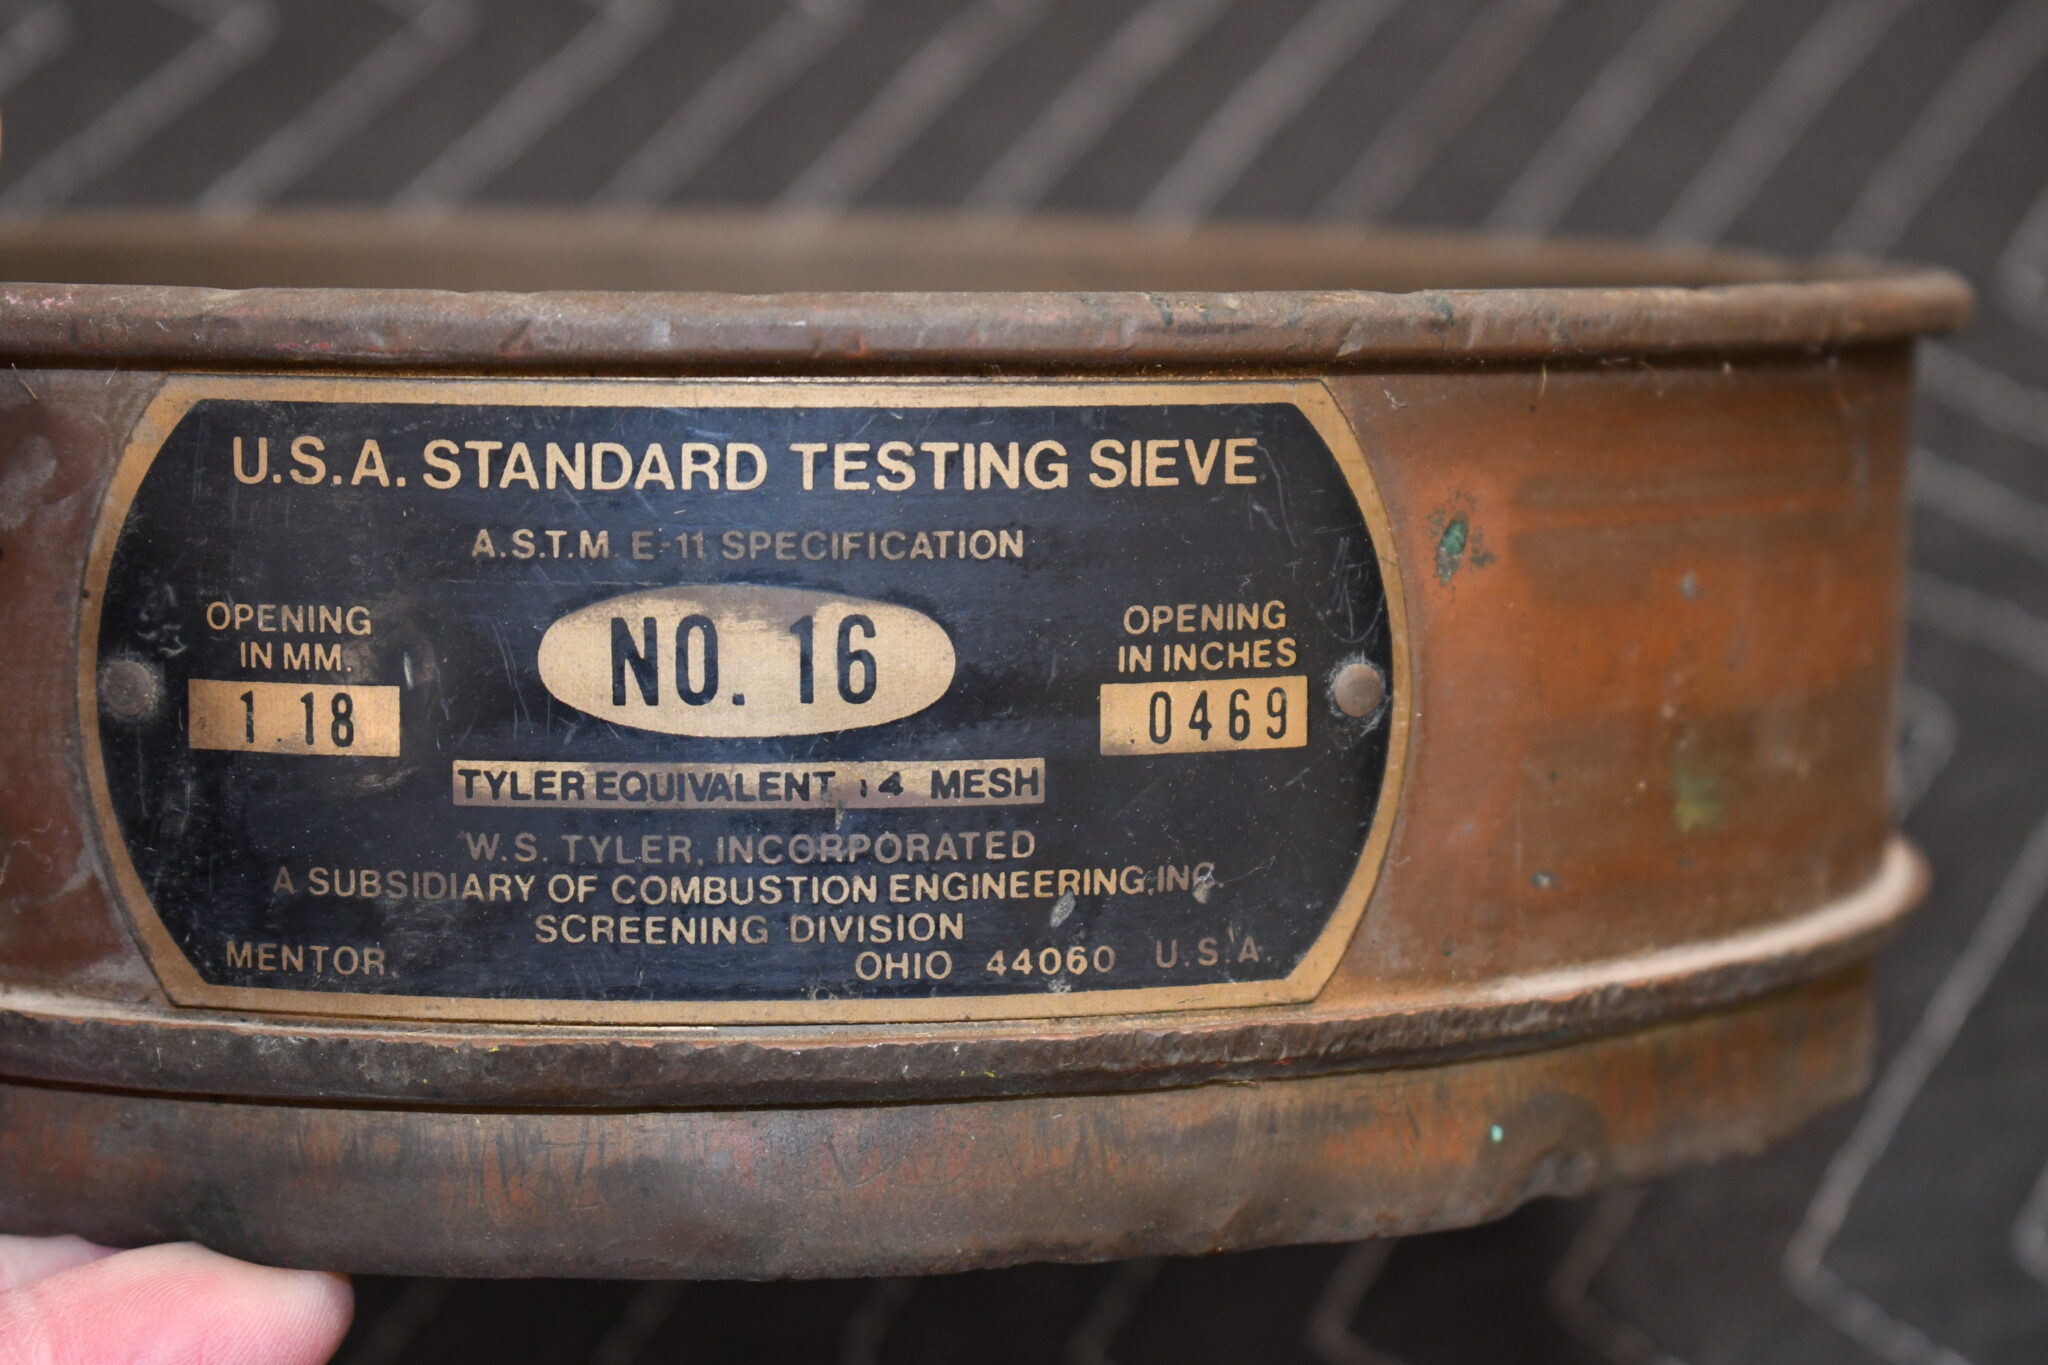 U.S.A. STANDARD TESTING SIEVE
A.S.T.M. E-11 SPECIFICATION
OPENING
IN MM.
1.18
NO. 16
OPENING
IN INCHES
.0469
TYLER EQUIVALENT 14 MESH
W.S. TYLER, INCORPORATED
A SUBSIDIARY OF COMBUSTION ENGINEERING, INC.
SCREENING DIVISION
MENTOR, OHIO 44060 U.S.A.